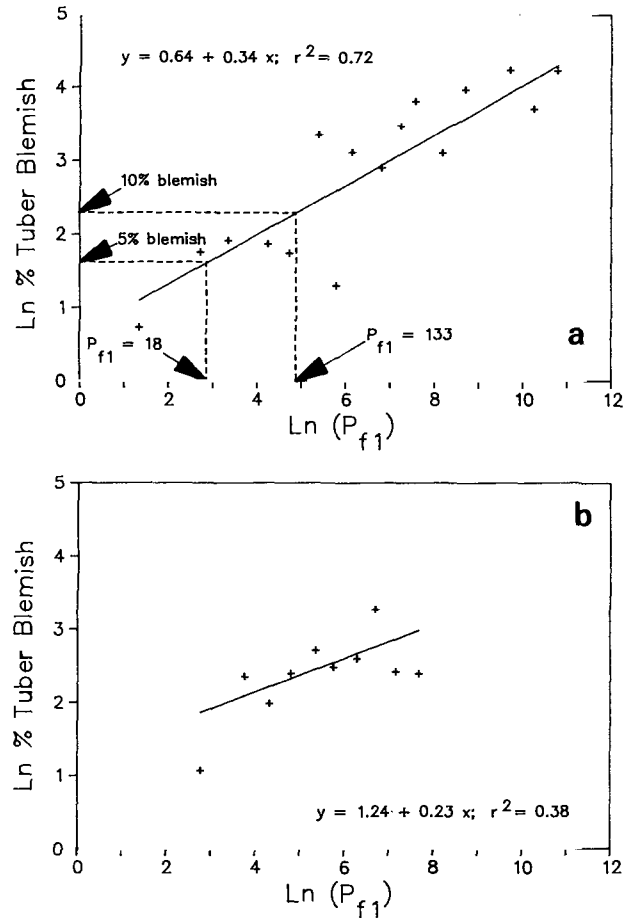 a
y = 0.64 + 0.34 x; r² = 0.72
Ln % Tuber Blemish
5
4
3
2
1
0
10% blemish
5% blemish
P_f1 = 18
P_f1 = 133
0 2 4 6 8 10 12
Ln (P_f1)
b
Ln % Tuber Blemish
5
4
3
2
1
0
y = 1.24 + 0.23 x; r² = 0.38
0 2 4 6 8 10 12
Ln (P_f1)